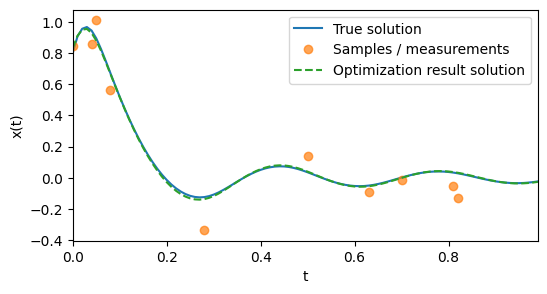 True solution
Samples / measurements
Optimization result solution
x(t)
1.0
0.8
0.6
0.4
0.2
0.0
−0.2
−0.4
0.0 0.2 0.4 0.6 0.8
t